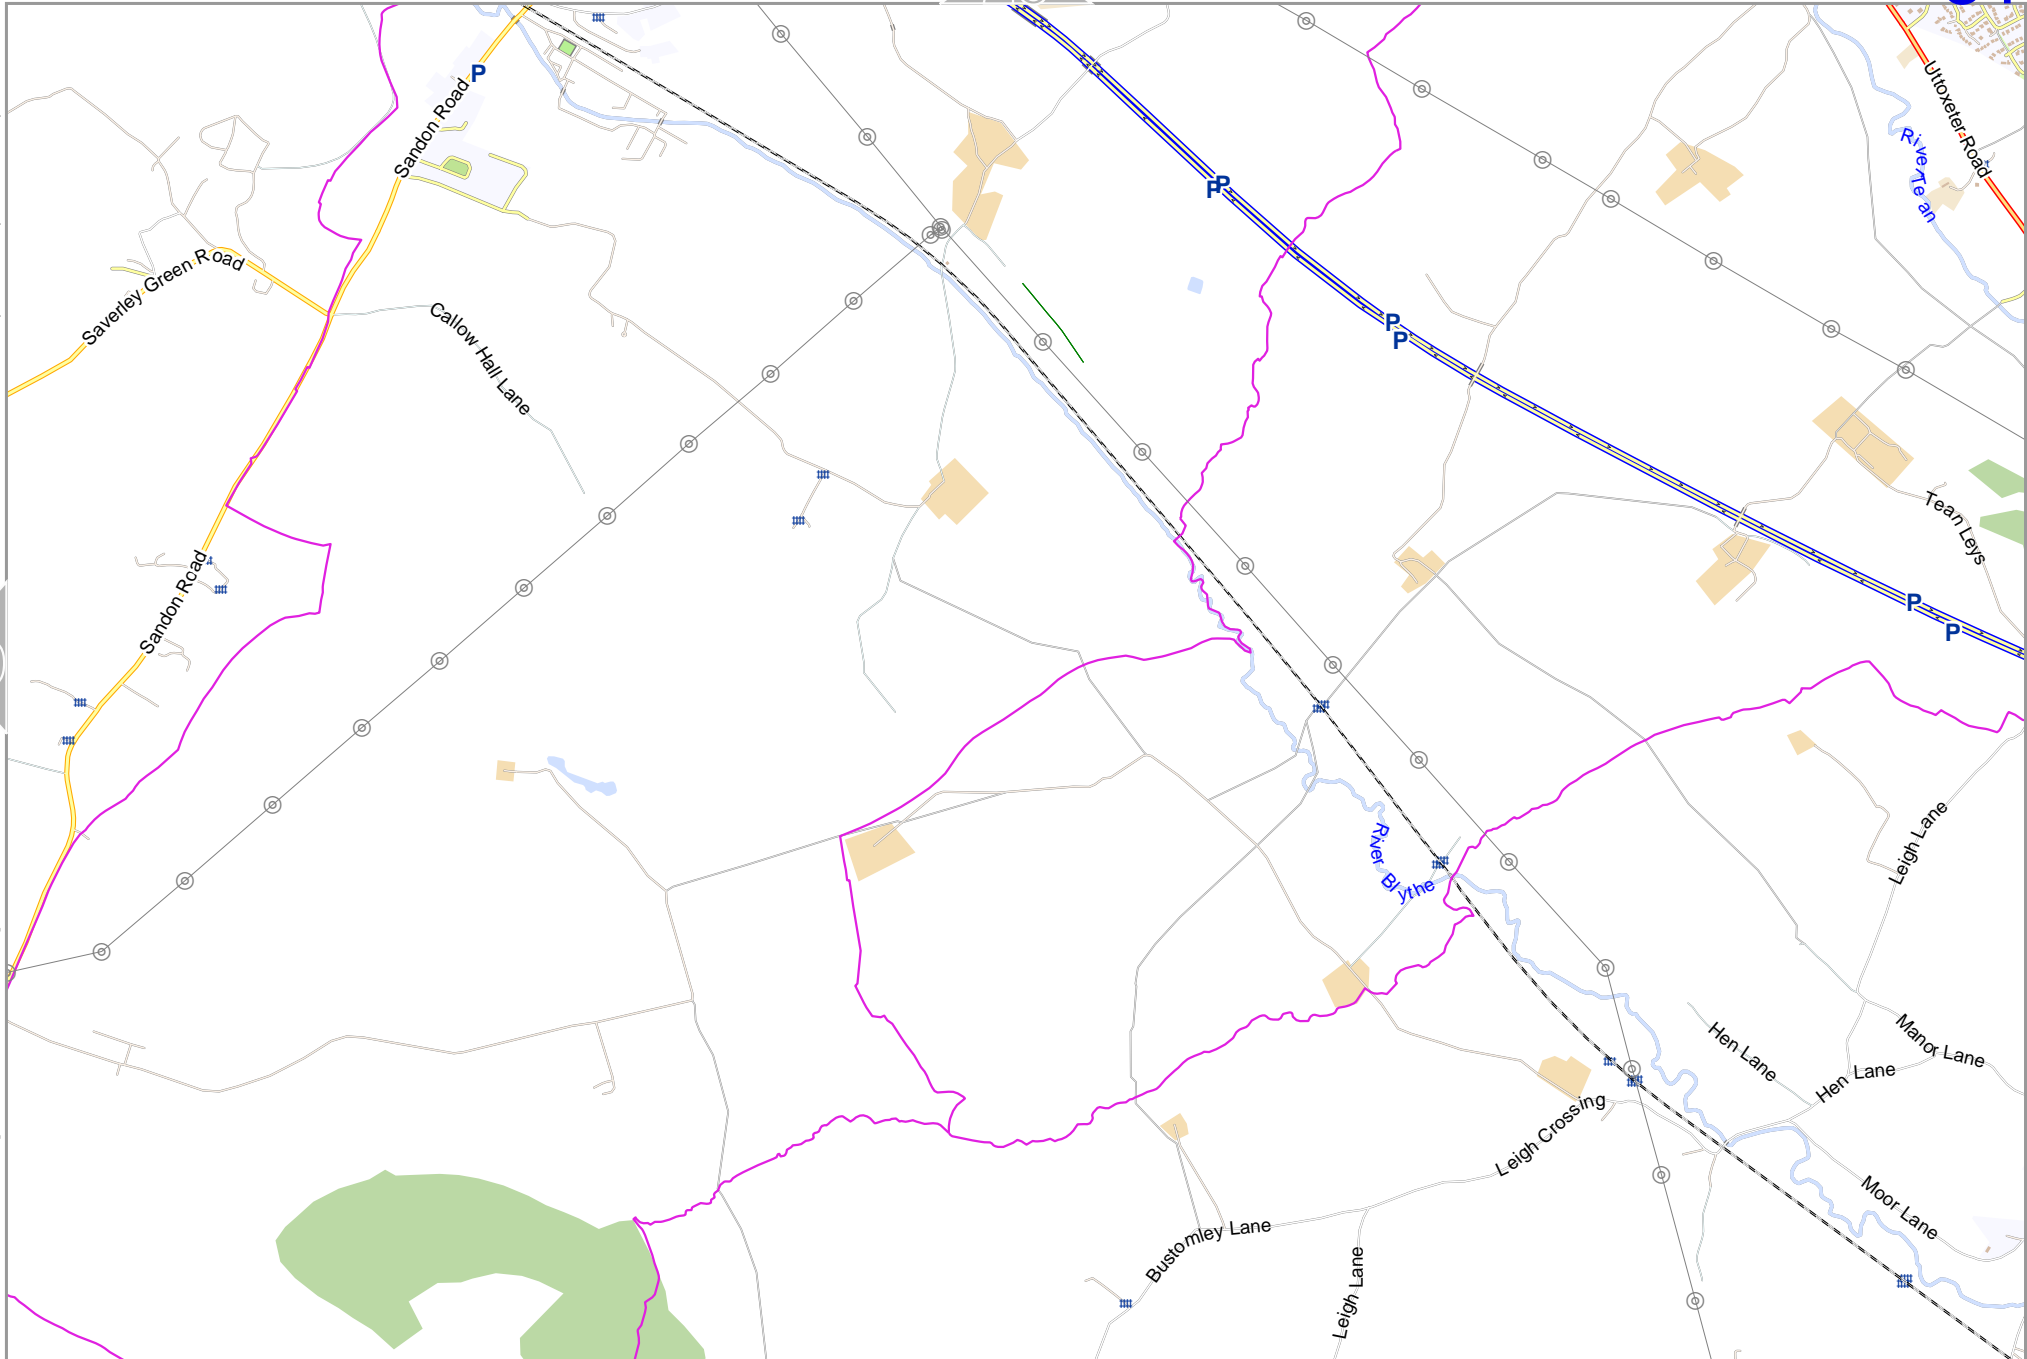 P
Sandon Road
Uttoxeter Road
River Tean
P
P
Saverley Green Road
Callow Hall Lane
P
P
Tean Leys
Sandon Road
P
P
River Blythe
Leigh Lane
Manor Lane
Hen Lane
Hen Lane
Leigh Crossing
Moor Lane
Bustomley Lane
Leigh Lane